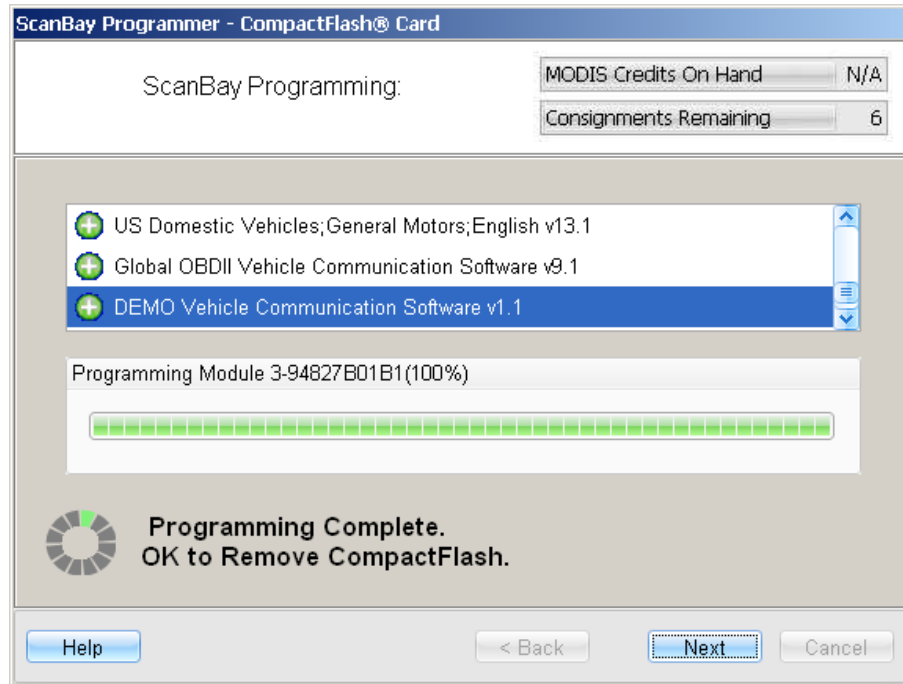 ScanBay Programmer - CompactFlash® Card
ScanBay Programming:
MODIS Credits On Hand N/A
Consignments Remaining 6
US Domestic Vehicles;General Motors;English v13.1
Global OBDII Vehicle Communication Software v9.1
DEMO Vehicle Communication Software v1.1
Programming Module 3-94827B01B1(100%)
Programming Complete.
OK to Remove CompactFlash.
Help < Back Next Cancel